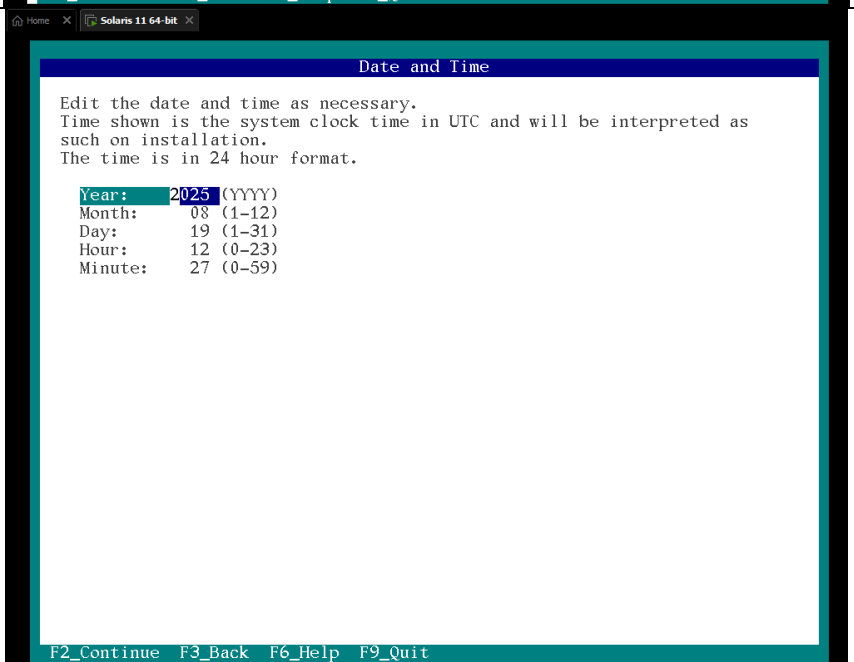 Home
Solaris 11 64-bit
Date and Time
Edit the date and time as necessary.
Time shown is the system clock time in UTC and will be interpreted as
such on installation.
The time is in 24 hour format.
Year: 2025 (YYYY)
Month: 08 (1-12)
Day: 19 (1-31)
Hour: 12 (0-23)
Minute: 27 (0-59)
F2_Continue F3_Back F6_Help F9_Quit